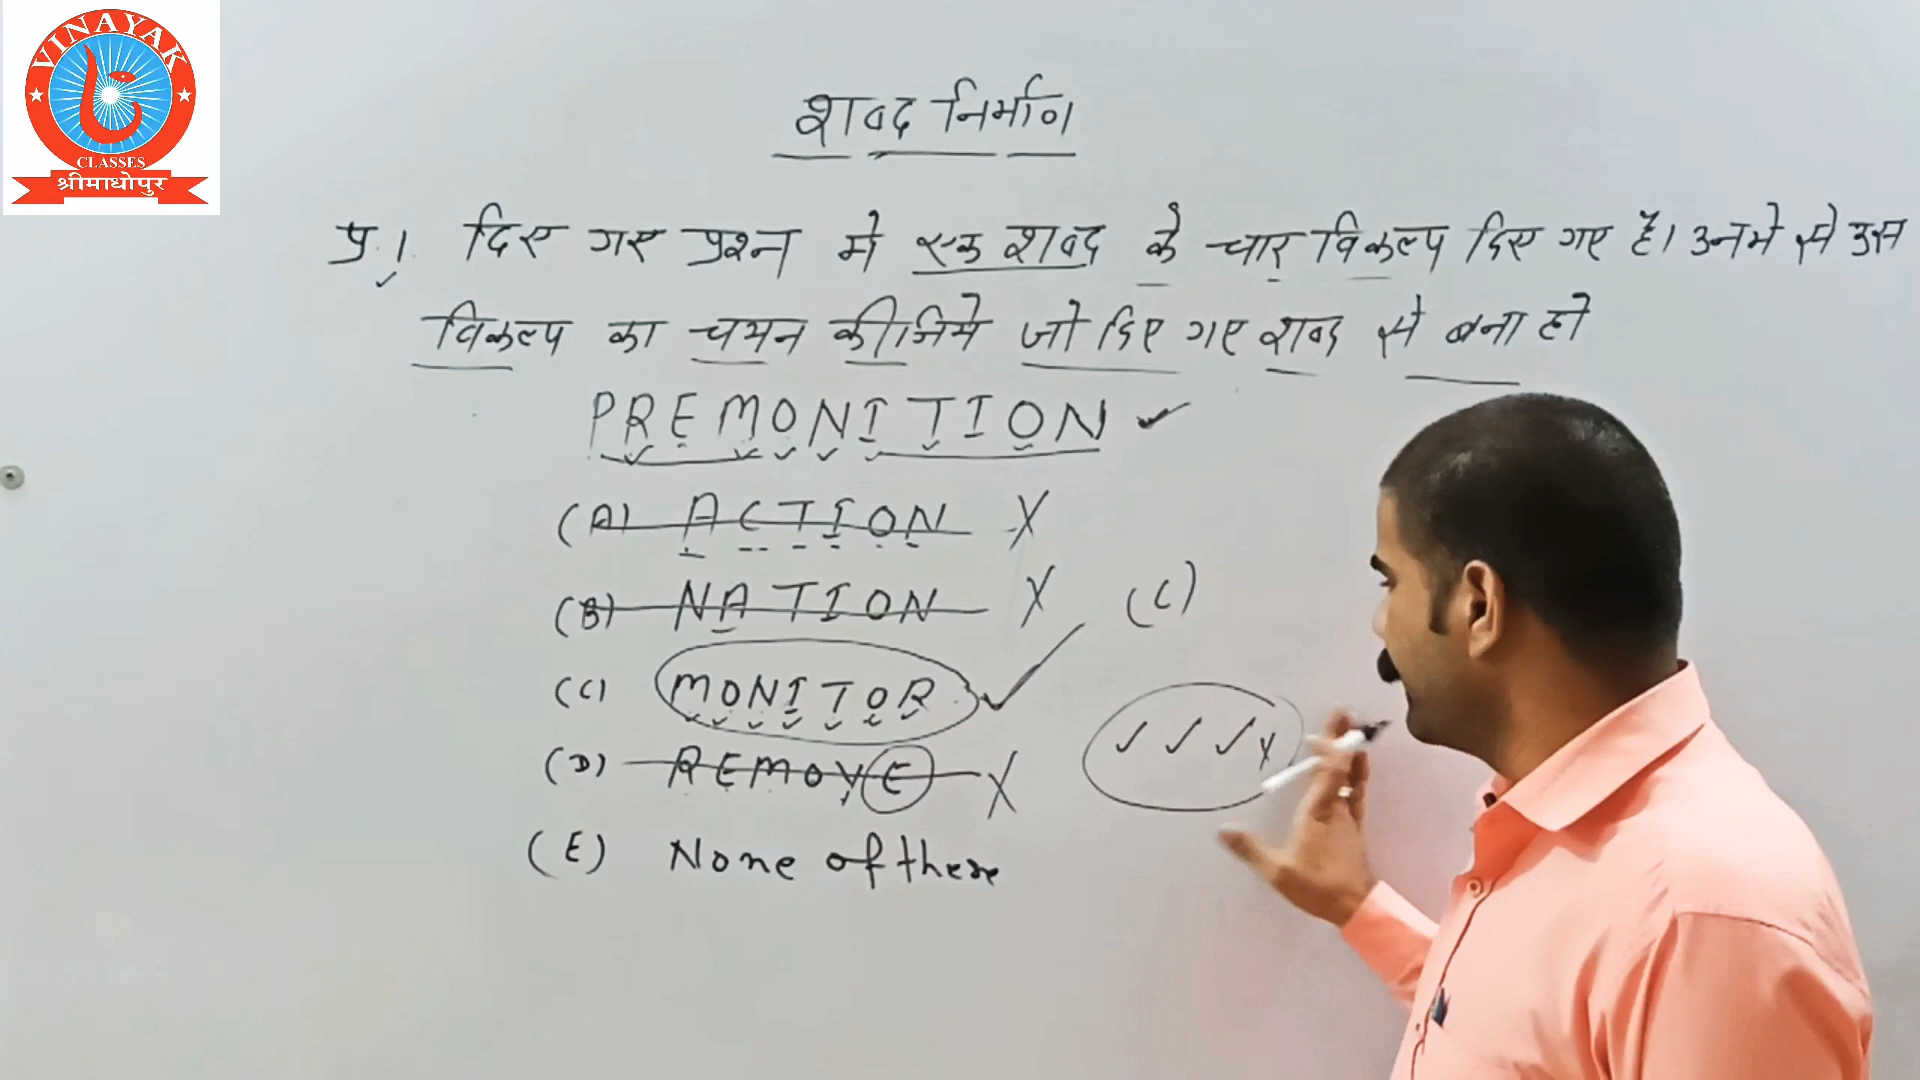 VINAYAK
CLASSES
श्रीमाधोपुर
शब्द निर्माण
प्र.1. दिए गए प्रश्न मे एक शब्द के चार विकल्प दिए गए है। उनमे से उस
विकल्प का चयन कीजिये जो दिए गए शब्द से बना हो
PREMONITION ✓
(A) ACTION X
(B) NATION X
(C)
(C) MONITOR ✓
✓ ✓ ✓ X
(D) REMOVE X
(E) None of these